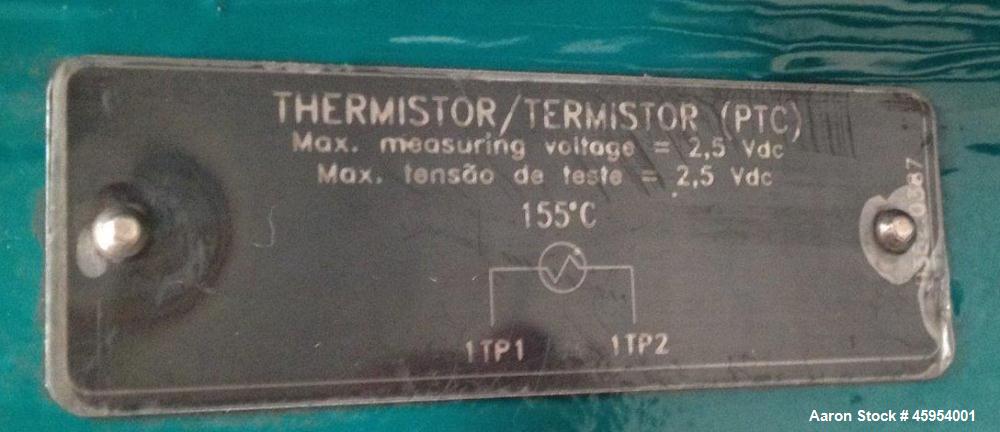 THERMISTOR/TERMISTOR (PTC)
Max. measuring voltage = 2,5 Vdc
Max. tensão de teste = 2,5 Vdc
155°C
1TP1 1TP2
Aaron Stock # 45954001